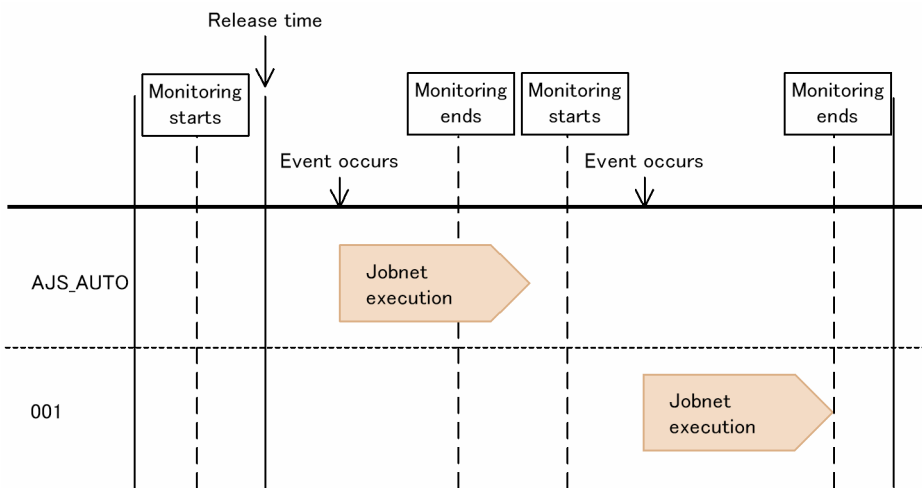 Release time
Monitoring
starts
Monitoring
ends
Monitoring
starts
Monitoring
ends
Event occurs
Event occurs
AJS_AUTO
Jobnet
execution
001
Jobnet
execution